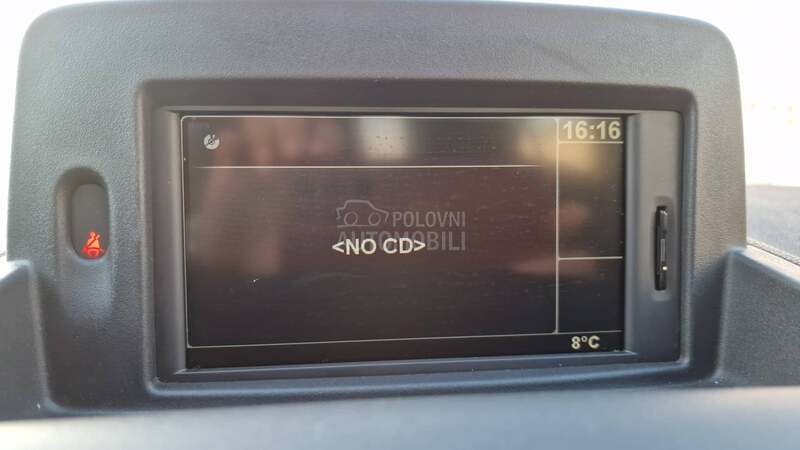 16:16
POLOVNI
AUTOMOBILI
<NO CD>
8°C